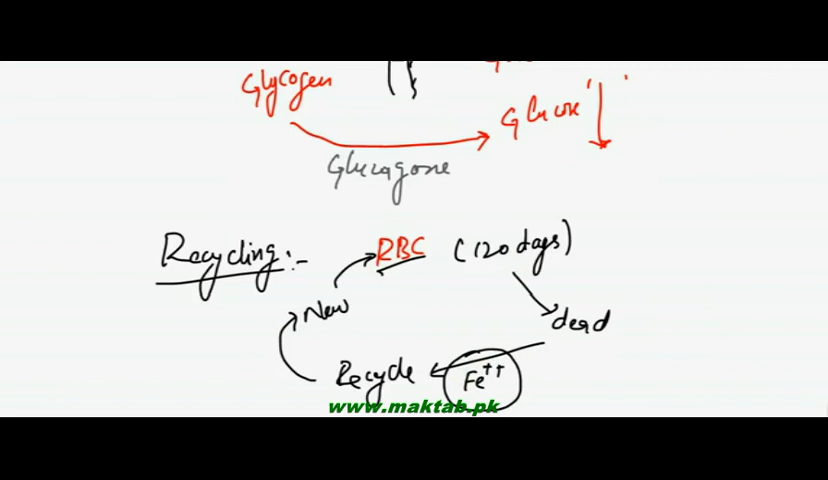 Glycogen
Glucose
Glucagone
Recycling:-
RBC (120 days)
New
dead
Recycle Fe++
www.maktab.pk